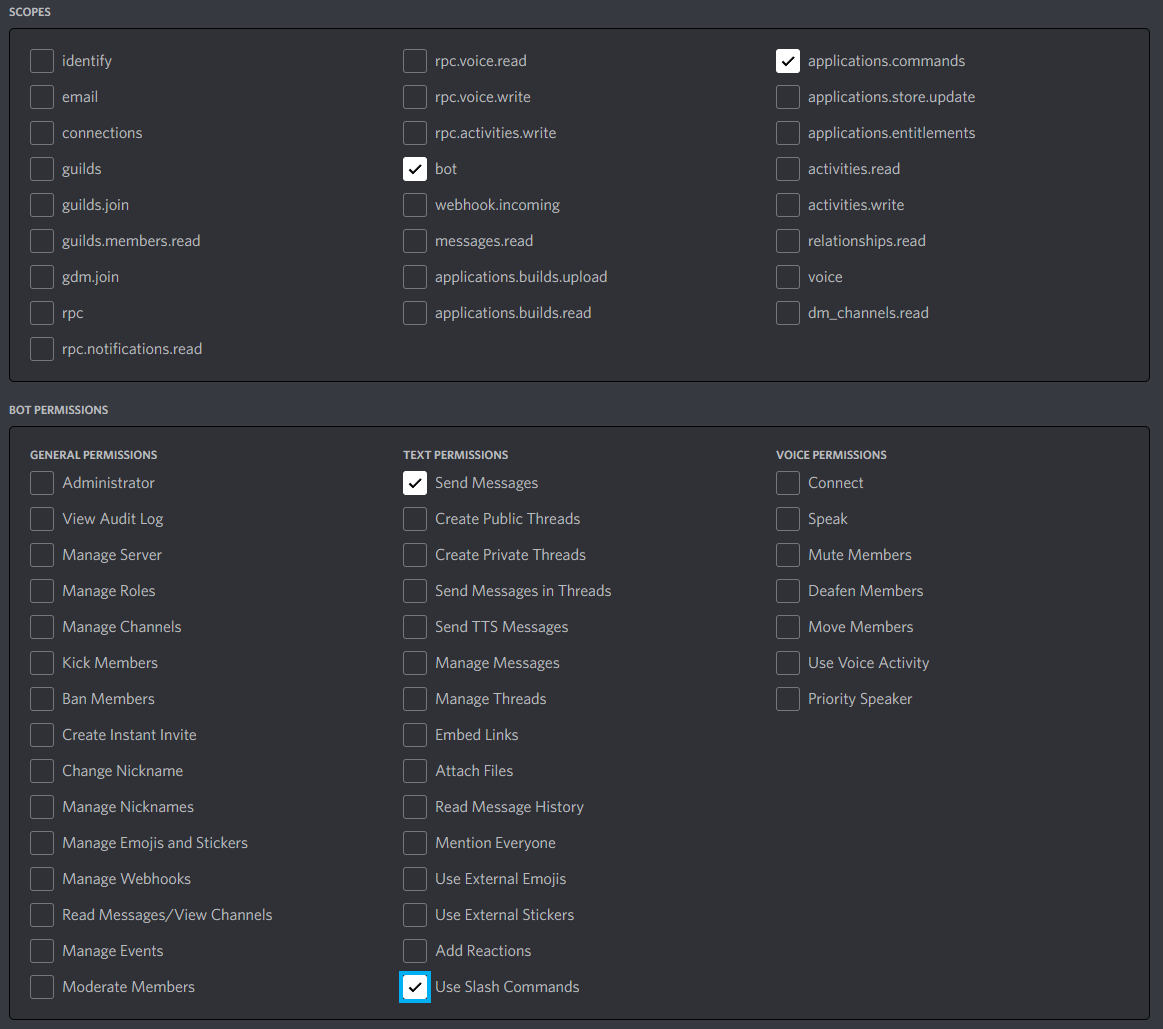 SCOPES
identify
email
connections
guilds
guilds.join
guilds.members.read
gdm.join
rpc
rpc.notifications.read
rpc.voice.read
rpc.voice.write
rpc.activities.write
bot
webhook.incoming
messages.read
applications.builds.upload
applications.builds.read
applications.commands
applications.store.update
applications.entitlements
activities.read
activities.write
relationships.read
voice
dm_channels.read
BOT PERMISSIONS
GENERAL PERMISSIONS
Administrator
View Audit Log
Manage Server
Manage Roles
Manage Channels
Kick Members
Ban Members
Create Instant Invite
Change Nickname
Manage Nicknames
Manage Emojis and Stickers
Manage Webhooks
Read Messages/View Channels
Manage Events
Moderate Members
TEXT PERMISSIONS
Send Messages
Create Public Threads
Create Private Threads
Send Messages in Threads
Send TTS Messages
Manage Messages
Manage Threads
Embed Links
Attach Files
Read Message History
Mention Everyone
Use External Emojis
Use External Stickers
Add Reactions
Use Slash Commands
VOICE PERMISSIONS
Connect
Speak
Mute Members
Deafen Members
Move Members
Use Voice Activity
Priority Speaker